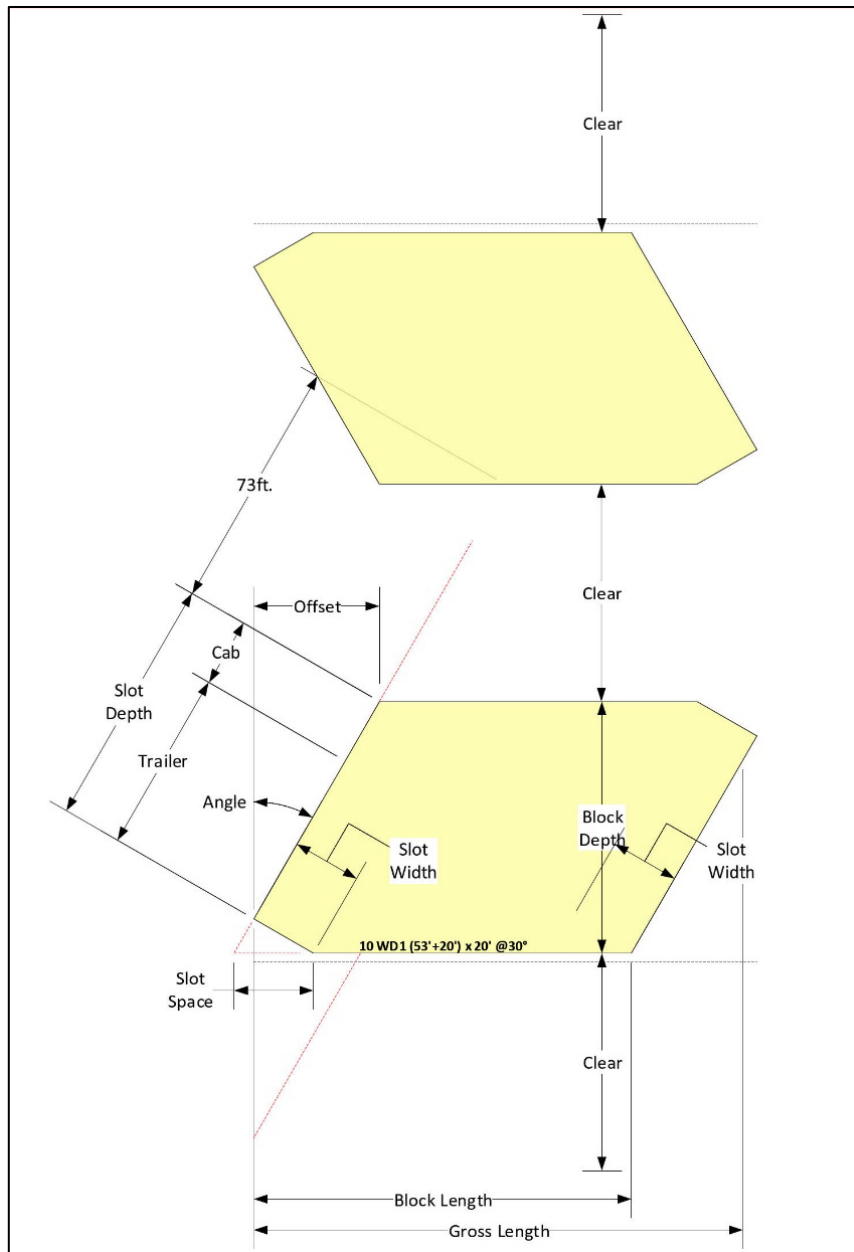 Clear
73ft.
Clear
Offset
Cab
Slot
Depth
Trailer
Angle
Block
Depth
Slot
Width
Slot
Width
10 WD1 (53'+20') x 20' @30°
Slot
Space
Clear
Block Length
Gross Length